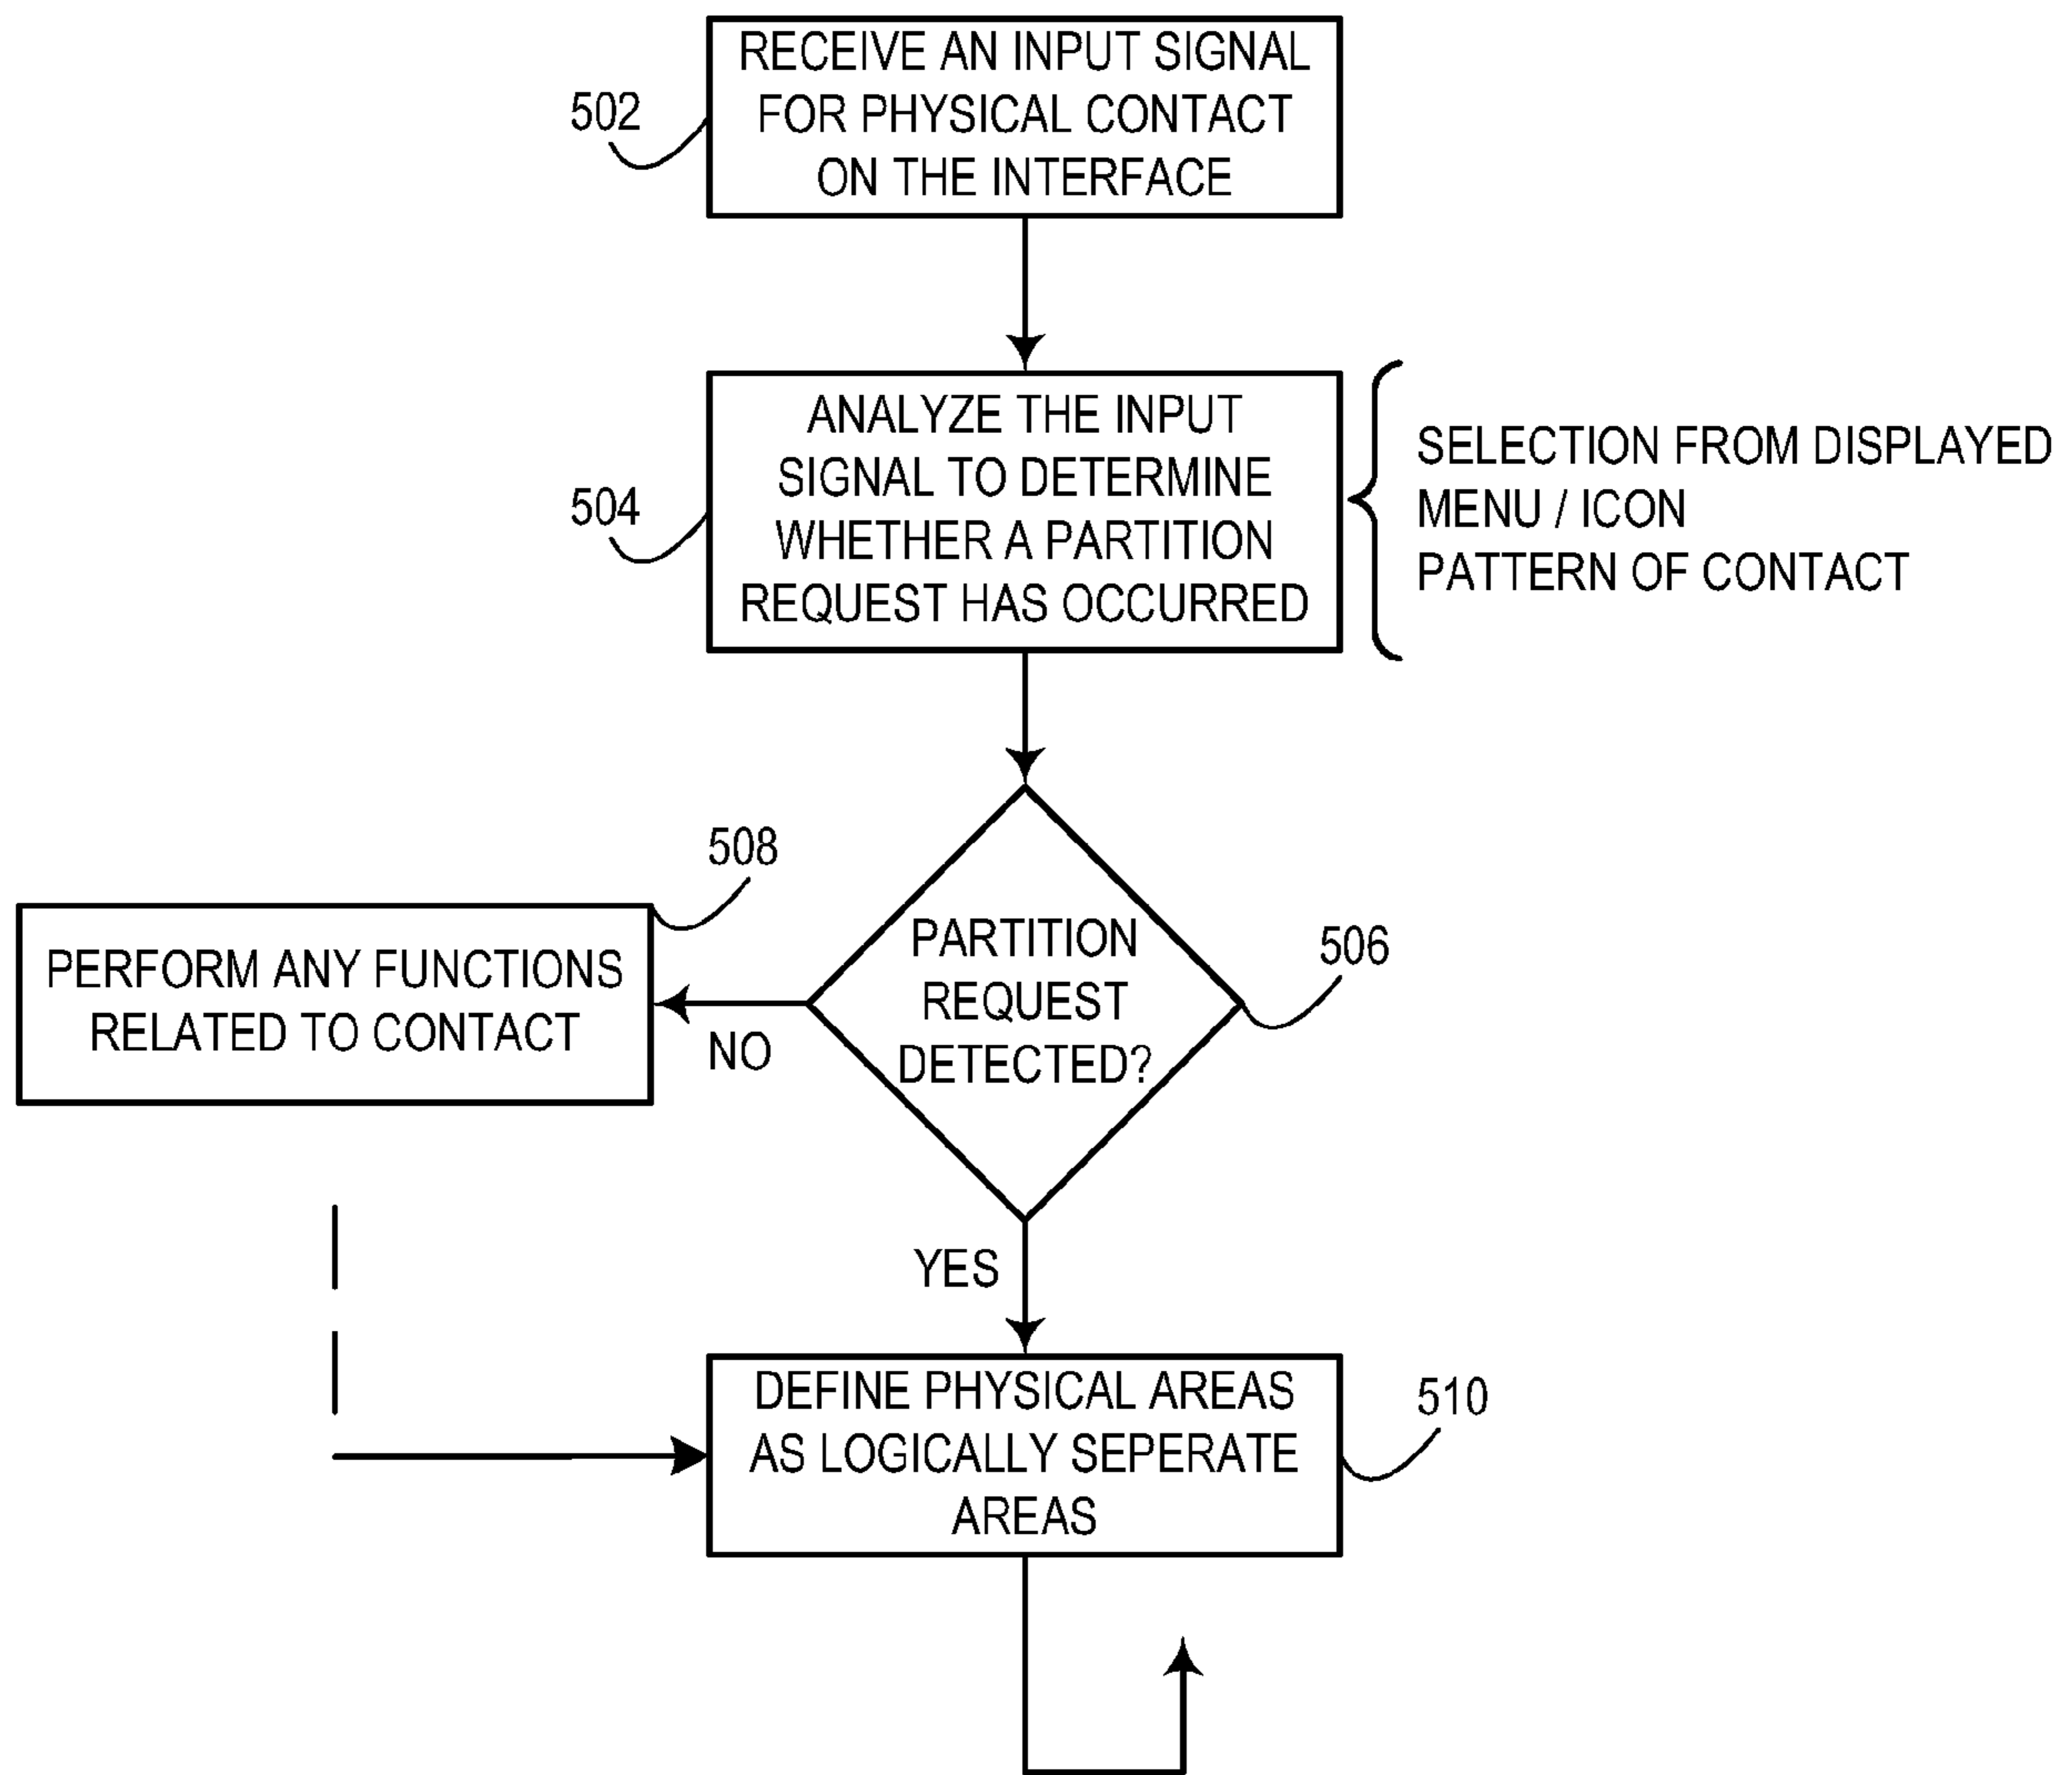 RECEIVE AN INPUT SIGNAL
FOR PHYSICAL CONTACT
ON THE INTERFACE
502
ANALYZE THE INPUT
SIGNAL TO DETERMINE
WHETHER A PARTITION
REQUEST HAS OCCURRED
504
SELECTION FROM DISPLAYED
MENU / ICON
PATTERN OF CONTACT
508
PERFORM ANY FUNCTIONS
RELATED TO CONTACT
NO
PARTITION
REQUEST
DETECTED?
506
YES
DEFINE PHYSICAL AREAS
AS LOGICALLY SEPERATE
AREAS
510